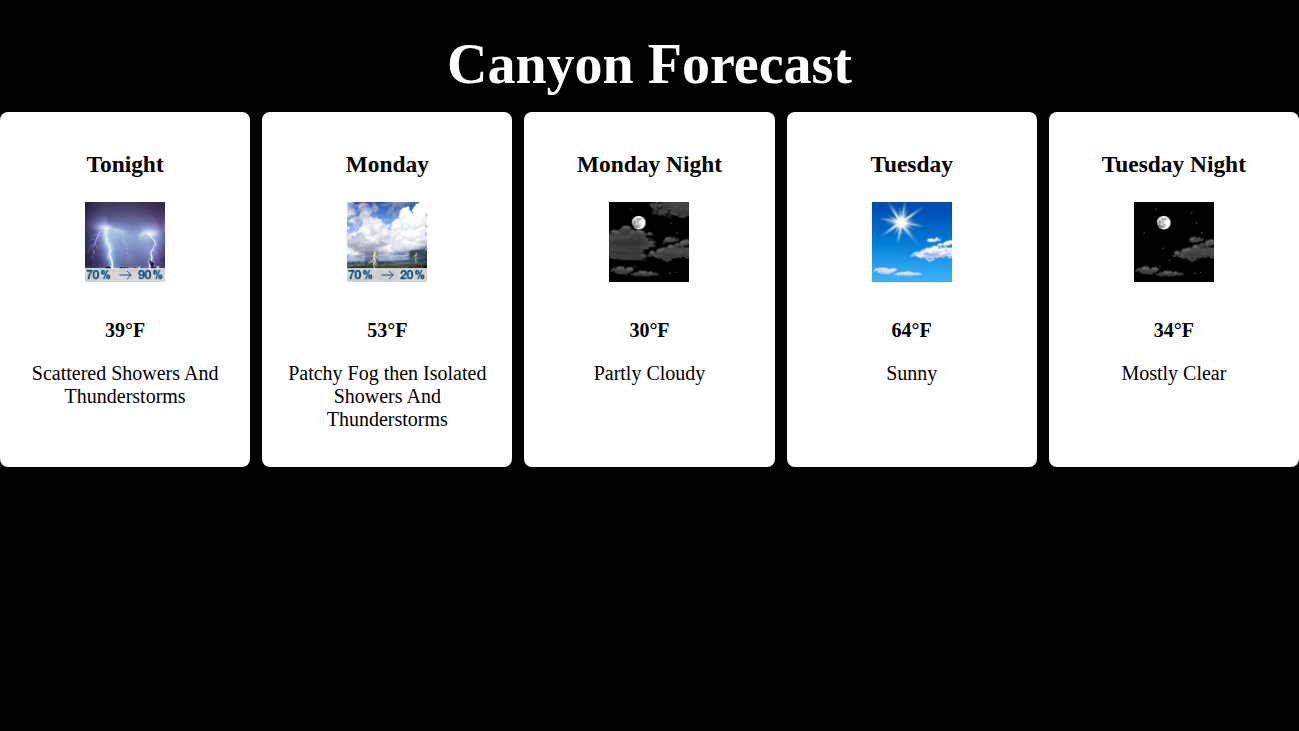 Canyon Forecast
Tonight
70% → 90%
39°F
Scattered Showers And
Thunderstorms
Monday
70% → 20%
53°F
Patchy Fog then Isolated
Showers And
Thunderstorms
Monday Night
30°F
Partly Cloudy
Tuesday
64°F
Sunny
Tuesday Night
34°F
Mostly Clear